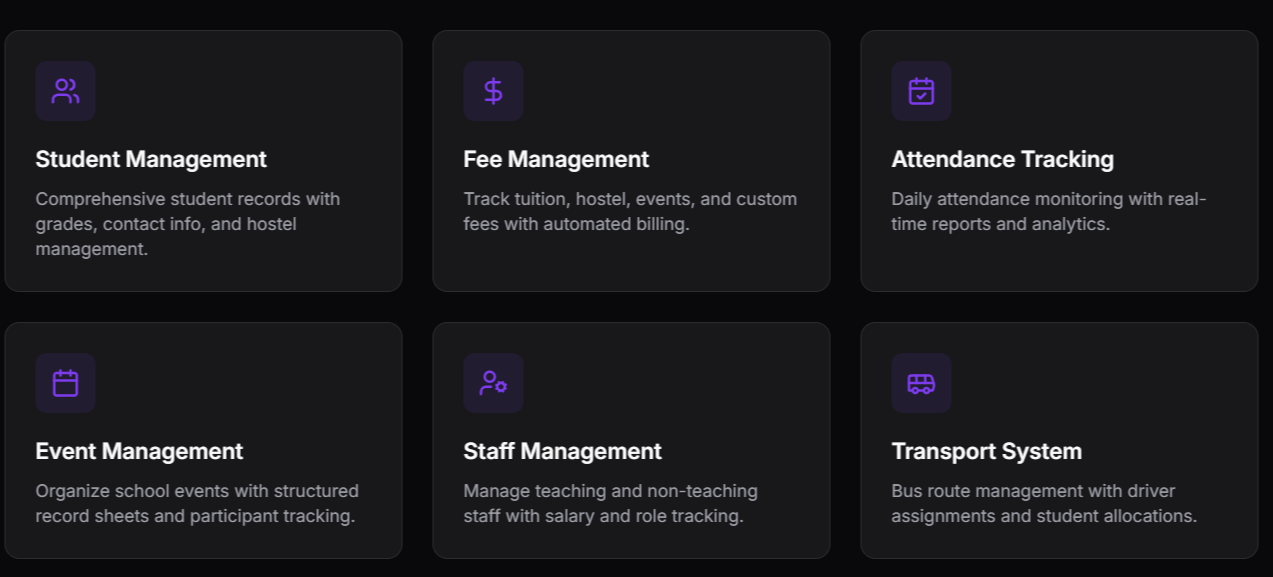 Student Management
Comprehensive student records with
grades, contact info, and hostel
management.
Fee Management
Track tuition, hostel, events, and custom
fees with automated billing.
Attendance Tracking
Daily attendance monitoring with real-
time reports and analytics.
Event Management
Organize school events with structured
record sheets and participant tracking.
Staff Management
Manage teaching and non-teaching
staff with salary and role tracking.
Transport System
Bus route management with driver
assignments and student allocations.